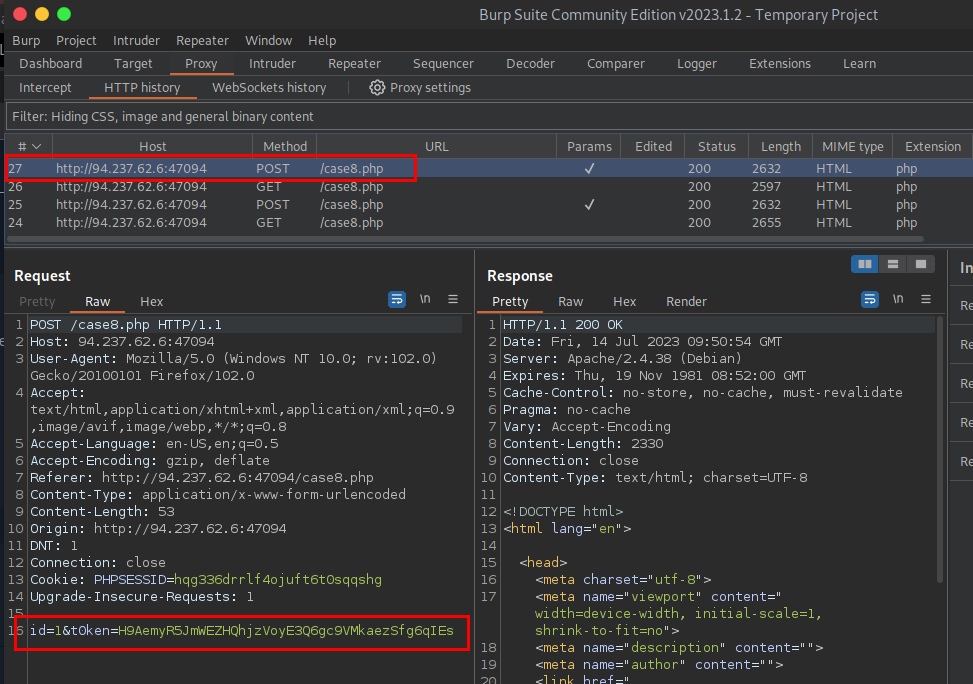 Burp Suite Community Edition v2023.1.2 - Temporary Project
Burp Project Intruder Repeater Window Help
Dashboard Target Proxy Intruder Repeater Sequencer Decoder Comparer Logger Extensions Learn
Intercept HTTP history WebSockets history Proxy settings
Filter: Hiding CSS, image and general binary content
# Host Method URL Params Edited Status Length MIME type Extension
27 http://94.237.62.6:47094 POST /case8.php ✓ 200 2632 HTML php
26 http://94.237.62.6:47094 GET /case8.php 200 2597 HTML php
25 http://94.237.62.6:47094 POST /case8.php ✓ 200 2632 HTML php
24 http://94.237.62.6:47094 GET /case8.php 200 2655 HTML php
Request
Pretty Raw Hex \n
1 POST /case8.php HTTP/1.1
2 Host: 94.237.62.6:47094
3 User-Agent: Mozilla/5.0 (Windows NT 10.0; rv:102.0)
Gecko/20100101 Firefox/102.0
4 Accept:
text/html,application/xhtml+xml,application/xml;q=0.9
,image/avif,image/webp,*/*;q=0.8
5 Accept-Language: en-US,en;q=0.5
6 Accept-Encoding: gzip, deflate
7 Referer: http://94.237.62.6:47094/case8.php
8 Content-Type: application/x-www-form-urlencoded
9 Content-Length: 53
10 Origin: http://94.237.62.6:47094
11 DNT: 1
12 Connection: close
13 Cookie: PHPSESSID=hqg336drrlf4ojuft6t0sqqshg
14 Upgrade-Insecure-Requests: 1
15
16 id=1&t0ken=H9AemyR5JmWEZHQhjzVoyE3Q6gc9VMkaezSfg6qIEs
Response
Pretty Raw Hex Render \n
1 HTTP/1.1 200 OK
2 Date: Fri, 14 Jul 2023 09:50:54 GMT
3 Server: Apache/2.4.38 (Debian)
4 Expires: Thu, 19 Nov 1981 08:52:00 GMT
5 Cache-Control: no-store, no-cache, must-revalidate
6 Pragma: no-cache
7 Vary: Accept-Encoding
8 Content-Length: 2330
9 Connection: close
10 Content-Type: text/html; charset=UTF-8
11
12 <!DOCTYPE html>
13 <html lang="en">
14
15 <head>
16 <meta charset="utf-8">
17 <meta name="viewport" content="
width=device-width, initial-scale=1,
shrink-to-fit=no">
18 <meta name="description" content="">
19 <meta name="author" content="">
20 <link href="
In
Re
Re
Re
Re
Re